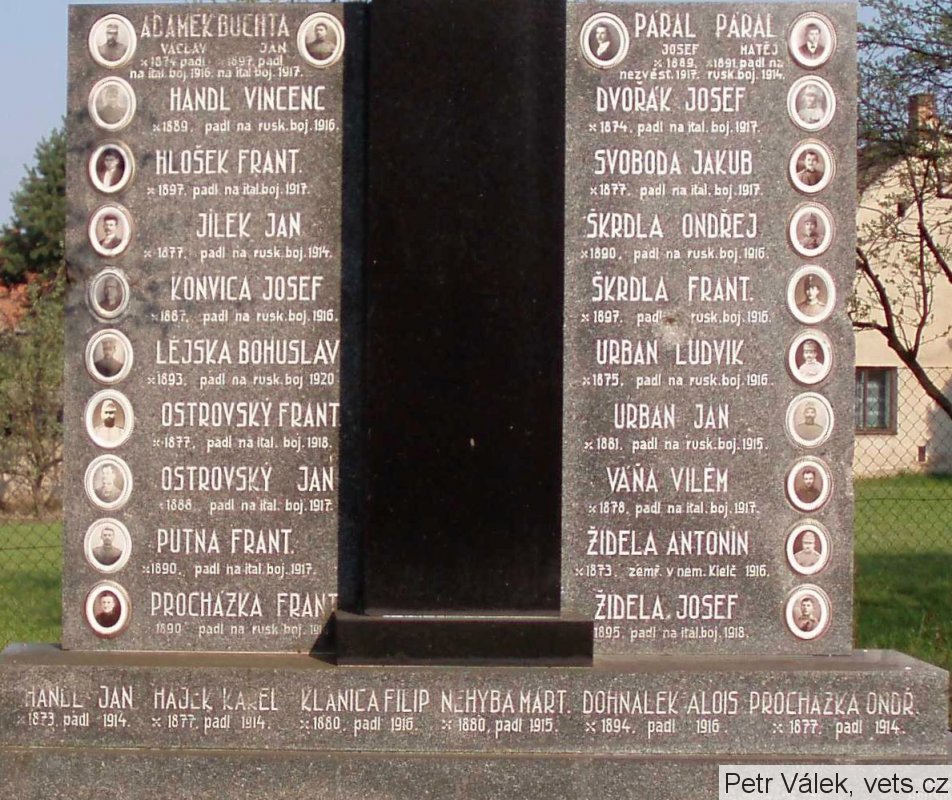 ADÁMEK BUCHTA
VÁCLAV JAN
⁎1874 padl ⁎1897. padl
na ital. boj. 1916. na ital. boj. 1917.
HANDL VINCENC
⁎1889. padl na rusk. boj. 1916.
HLOŠEK FRANT.
⁎1897. padl na ital. boj. 1917.
JÍLEK JAN
⁎1877. padl na rusk. boj. 1914.
KONVICA JOSEF
⁎1887. padl na rusk. boj. 1916.
LEJSKA BOHUSLAV
⁎1893. padl na rusk. boj 1920
OSTROVSKÝ FRANT.
⁎1877. padl na ital. boj. 1918.
OSTROVSKÝ JAN
⁎1888 padl na ital. boj. 1917.
PUTNA FRANT.
⁎1890. padl na ital. boj. 1917.
PROCHÁZKA FRANT
⁎1890 padl na rusk boj.
PÁRAL PÁRAL
JOSEF MATĚJ
⁎1889. ⁎1891 padl na
nezvěst. 1917. rusk. boj. 1914.
DVOŘÁK JOSEF
⁎1874. padl na ital. boj. 1917.
SVOBODA JAKUB
⁎1877. padl na ital. boj. 1917.
ŠKRDLA ONDŘEJ
⁎1890. padl na rusk. boj. 1916.
ŠKRDLA FRANT.
⁎1897. padl rusk. boj. 1916.
URBAN LUDVÍK
⁎1875. padl na rusk. boj. 1916.
URBAN JAN
⁎1881. padl na rusk. boj. 1915.
VÁŇA VILÉM
⁎1878. padl na ital. boj. 1917.
ŽIDELA ANTONÍN
⁎1873. zemř. v nem. Kielč 1916.
ŽIDELA JOSEF
1895. padl na ital. boj. 1918.
HANDL JAN HÁJEK KAREL KLANICA FILIP NEHYBA MART. DOHNÁLEK ALOIS PROCHÁZKA ONDŘ.
⁎1873. padl 1914. ⁎1877. padl 1914. ⁎1880. padl 1916. ⁎1880. padl 1915. ⁎1894. padl 1916. ⁎1877. padl 1914.
Petr Válek, vets.cz